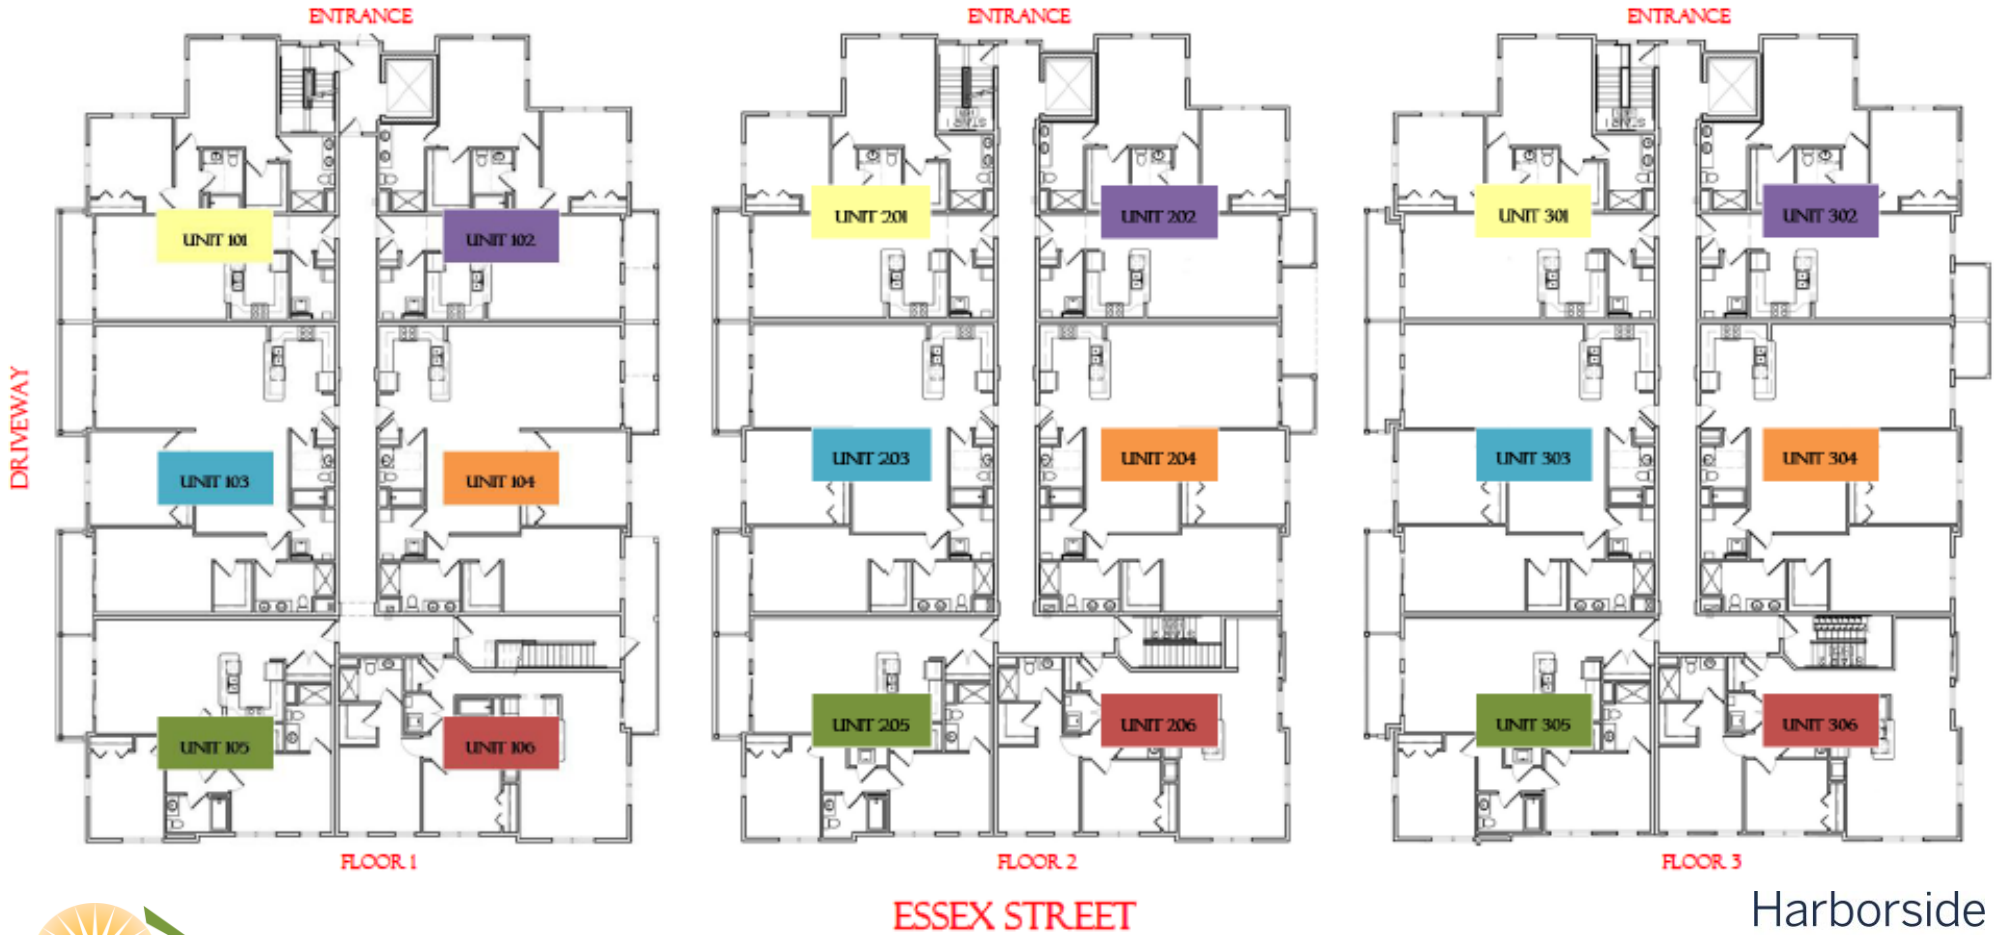 ENTRANCE
ENTRANCE
ENTRANCE
UNIT 101
UNIT 102
UNIT 201
UNIT 202
UNIT 301
UNIT 302
DRIVEWAY
UNIT 103
UNIT 104
UNIT 203
UNIT 204
UNIT 303
UNIT 304
UNIT 105
UNIT 106
UNIT 205
UNIT 206
UNIT 305
UNIT 306
FLOOR 1
FLOOR 2
FLOOR 3
ESSEX STREET
Harborside